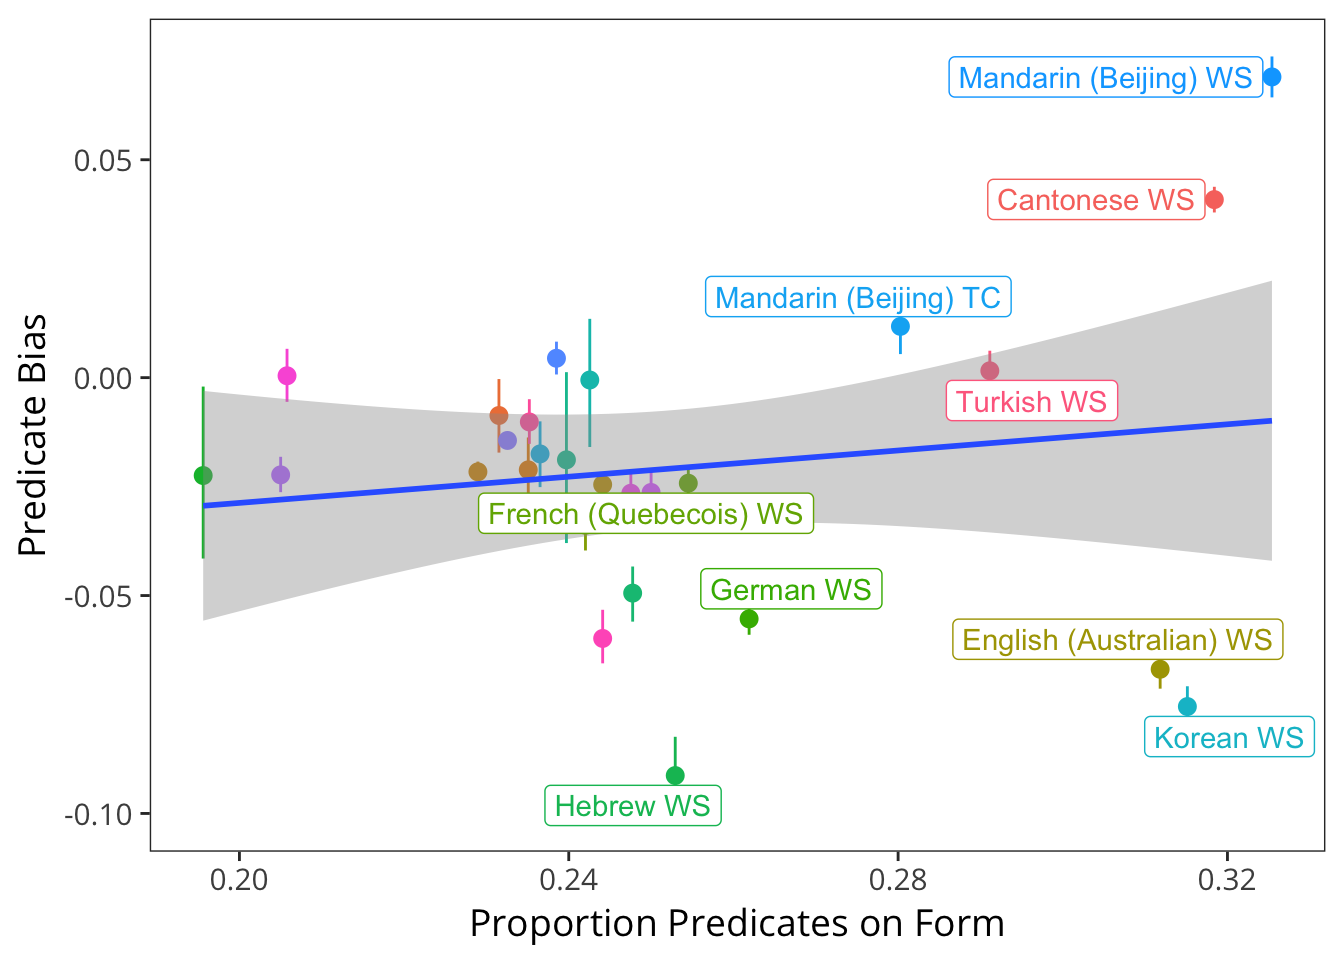 Mandarin (Beijing) WS
0.05
Cantonese WS
Mandarin (Beijing) TC
0.00
Turkish WS
Predicate Bias
French (Quebecois) WS
-0.05
German WS
English (Australian) WS
Korean WS
Hebrew WS
-0.10
0.20 0.24 0.28 0.32
Proportion Predicates on Form